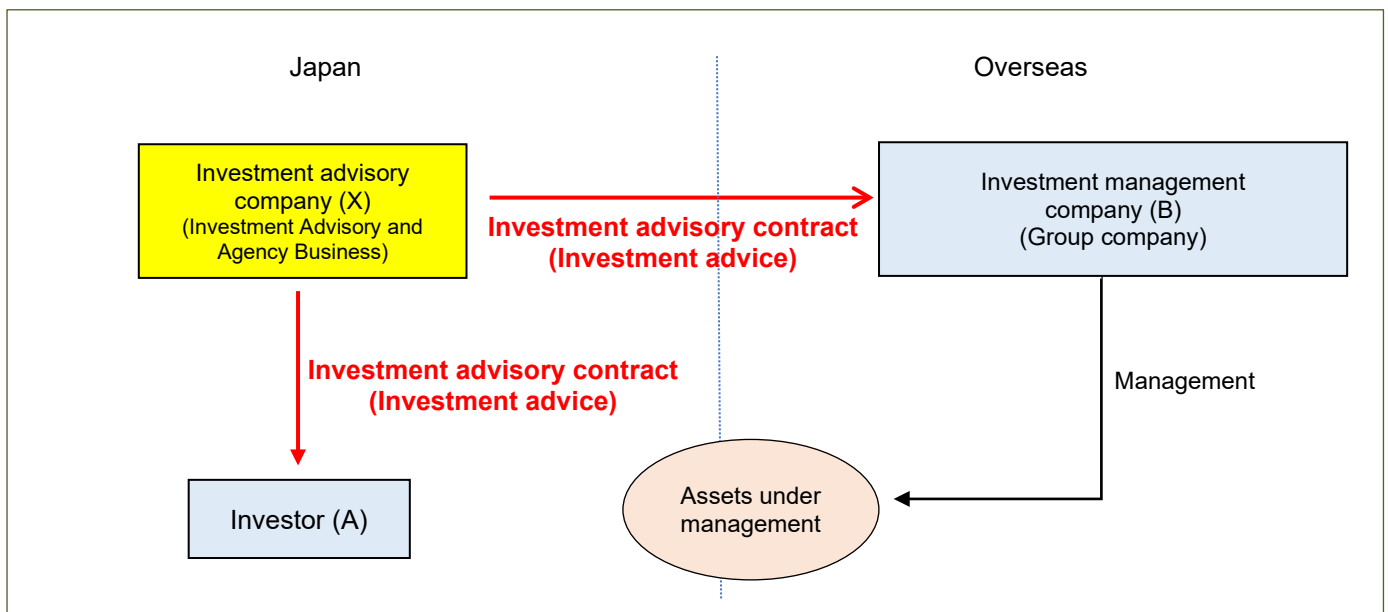 Japan
Overseas
Investment advisory
company (X)
(Investment Advisory and
Agency Business)
Investment advisory contract
(Investment advice)
Investment management
company (B)
(Group company)
Investment advisory contract
(Investment advice)
Management
Investor (A)
Assets under
management